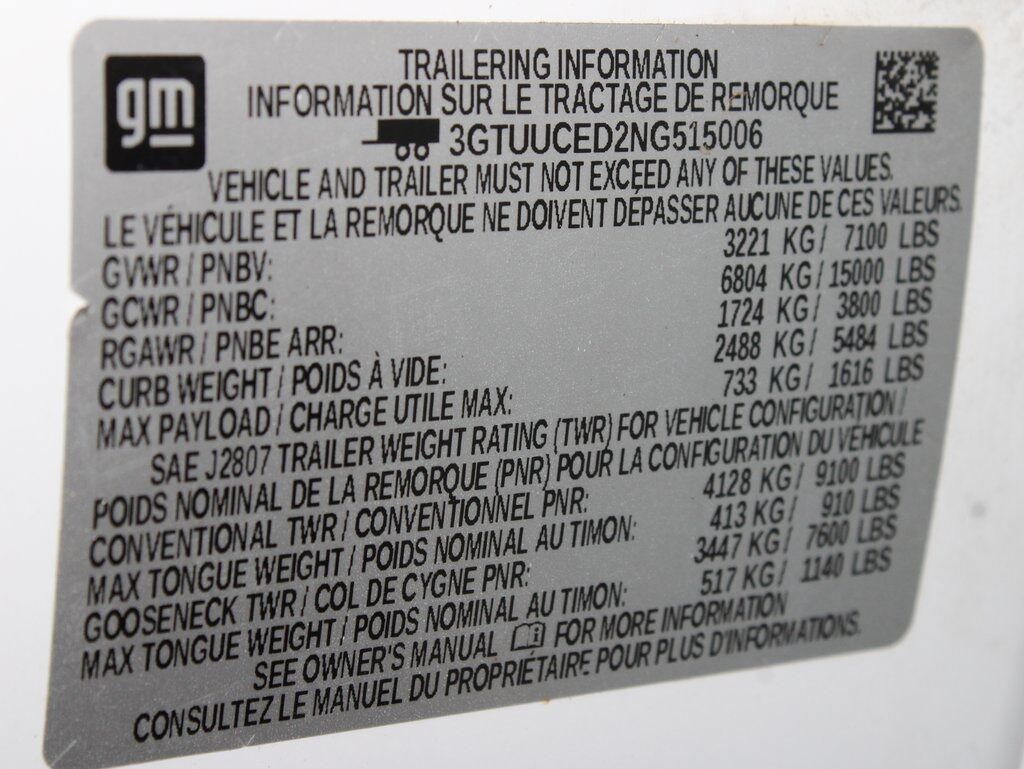 gm
TRAILERING INFORMATION
INFORMATION SUR LE TRACTAGE DE REMORQUE
3GTUUCED2NG515006
VEHICLE AND TRAILER MUST NOT EXCEED ANY OF THESE VALUES.
LE VÉHICULE ET LA REMORQUE NE DOIVENT DÉPASSER AUCUNE DE CES VALEURS.
GVWR / PNBV: 3221 KG/ 7100 LBS
GCWR / PNBC: 6804 KG/ 15000 LBS
RGAWR / PNBE ARR: 1724 KG/ 3800 LBS
CURB WEIGHT / POIDS À VIDE: 2488 KG/ 5484 LBS
MAX PAYLOAD / CHARGE UTILE MAX: 733 KG/ 1616 LBS
SAE J2807 TRAILER WEIGHT RATING (TWR) FOR VEHICLE CONFIGURATION /
POIDS NOMINAL DE LA REMORQUE (PNR) POUR LA CONFIGURATION DU VÉHICULE
CONVENTIONAL TWR / CONVENTIONNEL PNR: 4128 KG/ 9100 LBS
MAX TONGUE WEIGHT / POIDS NOMINAL AU TIMON: 413 KG/ 910 LBS
GOOSENECK TWR / COL DE CYGNE PNR: 3447 KG/ 7600 LBS
MAX TONGUE WEIGHT / POIDS NOMINAL AU TIMON: 517 KG/ 1140 LBS
SEE OWNER'S MANUAL FOR MORE INFORMATION
CONSULTEZ LE MANUEL DU PROPRIÉTAIRE POUR PLUS D'INFORMATIONS.